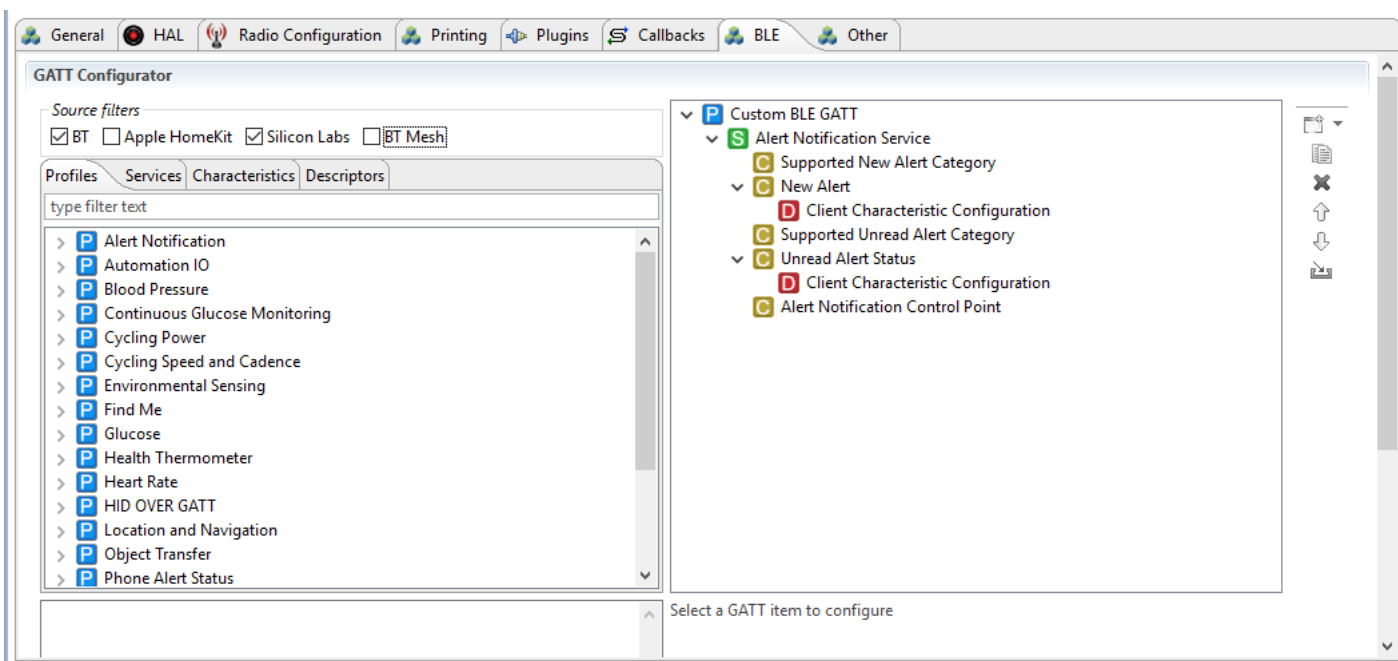 General HAL Radio Configuration Printing Plugins Callbacks BLE Other
GATT Configurator
Source filters
BT Apple HomeKit Silicon Labs BT Mesh
Profiles Services Characteristics Descriptors
type filter text
P Alert Notification
P Automation IO
P Blood Pressure
P Continuous Glucose Monitoring
P Cycling Power
P Cycling Speed and Cadence
P Environmental Sensing
P Find Me
P Glucose
P Health Thermometer
P Heart Rate
P HID OVER GATT
P Location and Navigation
P Object Transfer
P Phone Alert Status
P Custom BLE GATT
S Alert Notification Service
C Supported New Alert Category
C New Alert
D Client Characteristic Configuration
C Supported Unread Alert Category
C Unread Alert Status
D Client Characteristic Configuration
C Alert Notification Control Point
Select a GATT item to configure